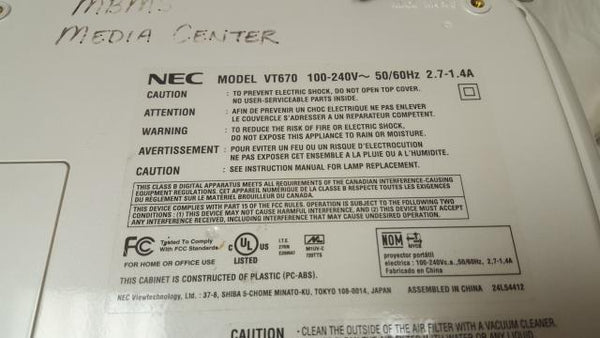 MBMS
MEDIA CENTER
NEC MODEL VT670 100-240V~ 50/60Hz 2.7-1.4A
CAUTION : TO PREVENT ELECTRIC SHOCK, DO NOT OPEN TOP COVER.
NO USER-SERVICEABLE PARTS INSIDE.
ATTENTION : AFIN DE PREVENIR UN CHOC ELECTRIQUE NE PAS ENLEVER
LE COUVERCLE S'ADRESSER A UN REPARATEUR COMPETENT.
WARNING : TO REDUCE THE RISK OF FIRE OR ELECTRIC SHOCK.
DO NOT EXPOSE THIS APPLIANCE TO RAIN OR MOISTURE.
AVERTISSEMENT : POUR EVITER UN FEU OU UN RISQUE D'ELECTROCUTION
NE PAS EXPOSER CET ENSEMBLE A LA PLUIE OU A L'HUMIDITE.
CAUTION : SEE INSTRUCTION MANUAL FOR LAMP REPLACEMENT.
THIS CLASS B DIGITAL APPARATUS MEETS ALL REQUIREMENTS OF THE CANADIAN INTERFERENCE-CAUSING
EQUIPMENT REGULATIONS. CET APPAREIL NUMERIQUE DE LA CLASS B RESPECTE TOUTES LES EXIGENCES
DU REGLEMENT SUR LE MATERIEL BROUILLEUR DU CANADA.
THIS DEVICE COMPLIES WITH PART 15 OF THE FCC RULES. OPERATION IS SUBJECT TO THE FOLLOWING TWO
CONDITIONS : (1) THIS DEVICE MAY NOT CAUSE HARMFUL INTERFERENCE, AND (2) THIS DEVICE MUST ACCEPT
ANY INTERFERENCE RECEIVED, INCLUDING INTERFERENCE THAT MAY CAUSE UNDESIRED OPERATION.
FC Tested To Comply
With FCC Standards
FOR HOME OR OFFICE USE
c UL US
LISTED
I.T.E.
NOM
proyector portátil
eléctrica : 100-240Vs.a.,50/60Hz, 2,7-1,4A
Fabricado en China
THIS CABINET IS CONSTRUCTED OF PLASTIC (PC-ABS).
NEC Viewtechnology, Ltd. : 37-8, SHIBA 5-CHOME MINATO-KU, TOKYO 108-0014, JAPAN ASSEMBLED IN CHINA 24L54412
CAUTION - CLEAN THE OUTSIDE OF THE AIR FILTER WITH A VACUUM CLEANER.